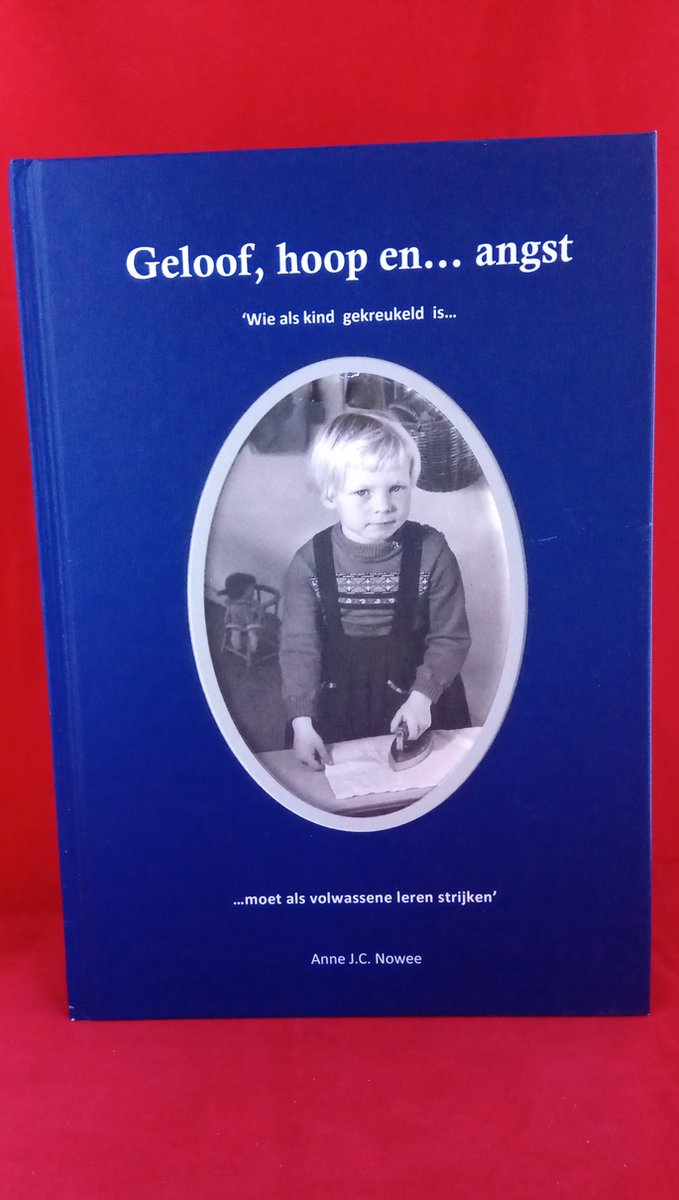 Geloof, hoop en... angst
‘Wie als kind gekreukeld is...
...moet als volwassene leren strijken’
Anne J.C. Nowee